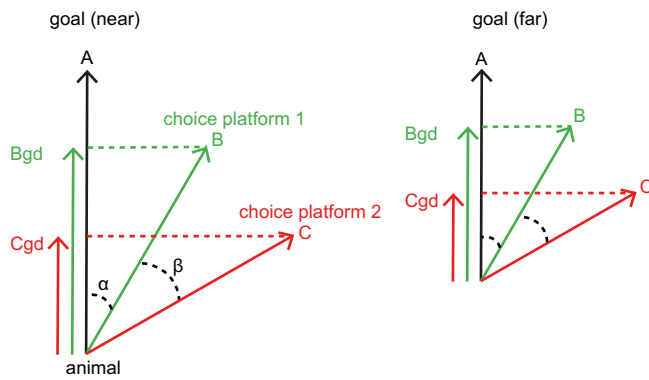 goal (near)
A
choice platform 1
B
Bgd
choice platform 2
C
Cgd
β
α
animal
goal (far)
A
B
Bgd
C
Cgd